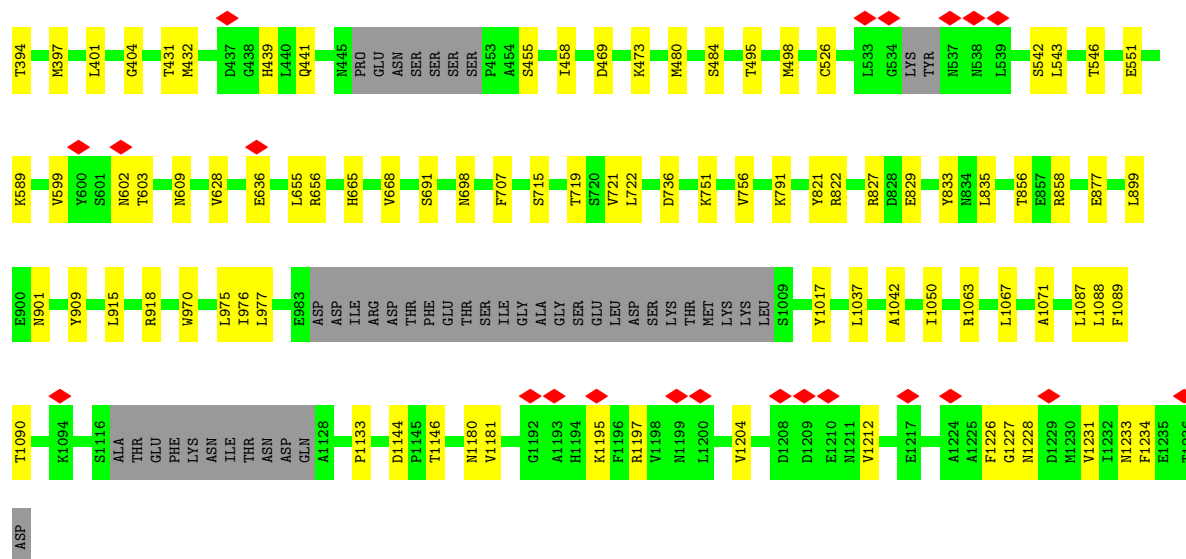 T394 M397 L401 G404 T431 M432 D437 G438 H439 L440 Q441 N445 PRO GLU ASN SER SER SER SER P453 A454 S455 I458 D469 K473 M480 S484 T495 M498 C526 L533 G534 LYS TYR N537 N538 L539 S542 L543 T546 E551
K589 V599 Y600 S601 N602 T603 N609 V628 E636 L655 R656 H665 V668 S691 N698 F707 S715 T719 S720 V721 L722 D736 K751 V756 K791 Y821 R822 R827 D828 E829 Y833 N834 L835 T856 E857 R858 E877 L899
E900 N901 Y909 L915 R918 W970 L975 I976 L977 E983 ASP ASP ILE ARG ASP THR PHE GLU THR SER ILE GLY ALA GLY SER GLU LEU ASP SER LYS THR MET LYS LYS LEU S1009 Y1017 L1037 A1042 I1050 R1063 L1067 A1071 L1087 L1088 F1089
T1090 K1094 S1116 ALA THR GLU PHE LYS ASN ILE THR ASN ASP GLN A1128 P1133 D1144 P1145 T1146 N1180 V1181 G1192 A1193 H1194 K1195 F1196 R1197 V1198 N1199 L1200 V1204 D1208 D1209 E1210 N1211 V1212 E1217 A1224 A1225 F1226 G1227 N1228 D1229 M1230 V1231 I1232 N1233 F1234 E1235 T1236
ASP